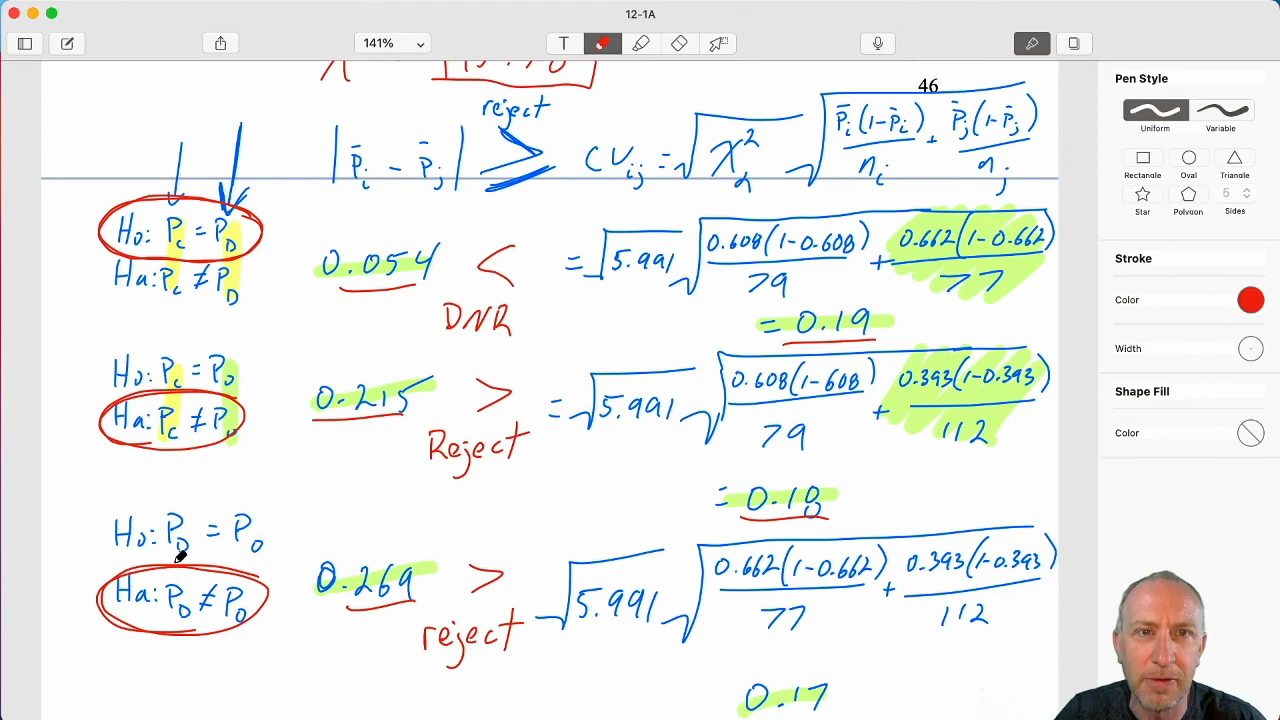 12-1A
141%
T
Pen Style
Uniform Variable
Rectangle Oval Triangle
Star Polygon Sides
5
Stroke
Color
Width
Shape Fill
Color
46
reject
|P̄i - P̄j| > CVij = √χ²α √(P̄i(1-P̄i)/ni + P̄j(1-P̄j)/nj)
Ho: Pc = PD
Ha: Pc ≠ PD
0.054 <
DNR
= √5.991 √(0.608(1-0.608)/79 + 0.662(1-0.662)/77)
= 0.19
Ho: Pc = Po
Ha: Pc ≠ Po
0.215 >
Reject
= √5.991 √(0.608(1-608)/79 + 0.393(1-0.393)/112)
= 0.18
Ho: PD = Po
Ha: PD ≠ Po
0.269 >
reject
√5.991 √(0.662(1-0.662)/77 + 0.393(1-0.393)/112)
0.17